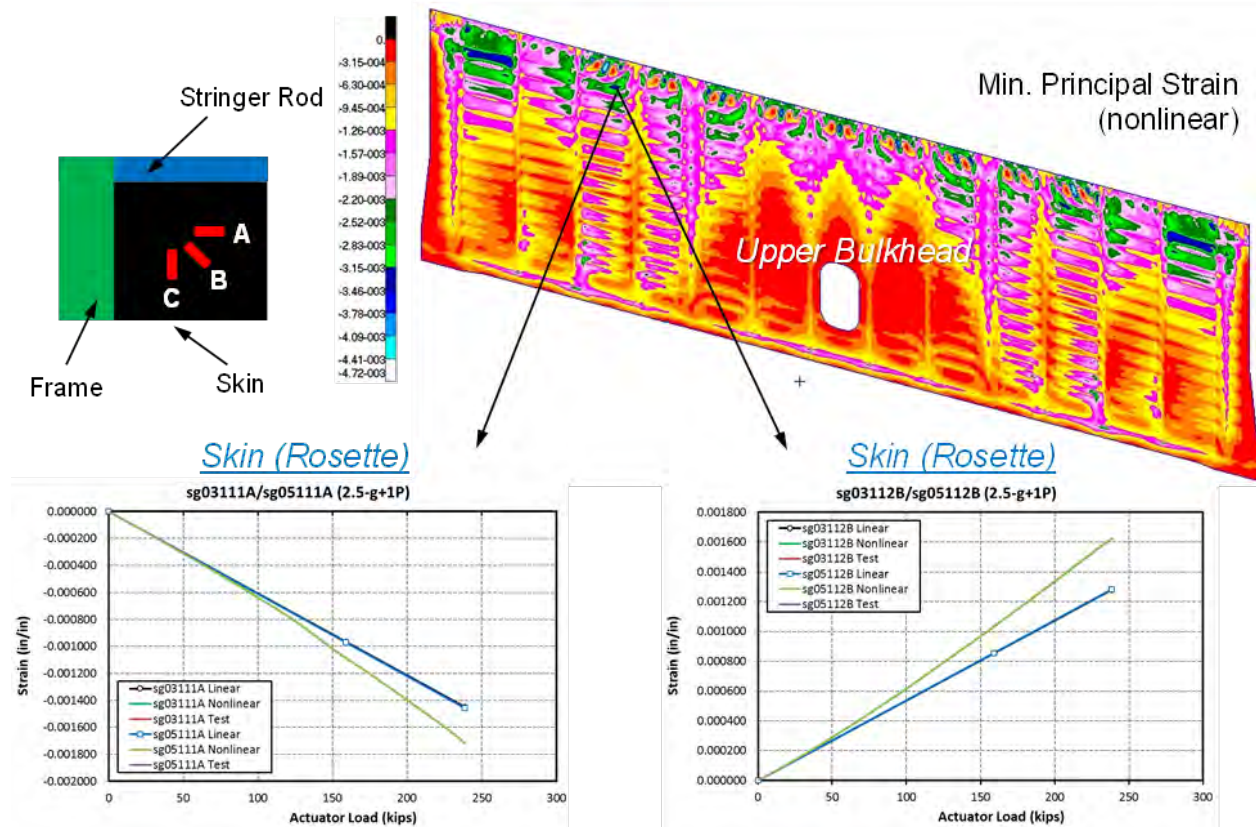 Stringer Rod
A
B
C
Frame
Skin
0.
-3.15-004
-6.30-004
-9.45-004
-1.26-003
-1.57-003
-1.89-003
-2.20-003
-2.52-003
-2.83-003
-3.15-003
-3.46-003
-3.78-003
-4.09-003
-4.41-003
-4.72-003
Min. Principal Strain
(nonlinear)
Upper Bulkhead
Skin (Rosette)
sg03111A/sg05111A (2.5-g+1P)
0.000000
-0.000200
-0.000400
-0.000600
-0.000800
-0.001000
-0.001200
-0.001400
-0.001600
-0.001800
-0.002000
Strain (in/in)
sg03111A Linear
sg03111A Nonlinear
sg03111A Test
sg05111A Linear
sg05111A Nonlinear
sg05111A Test
0 50 100 150 200 250 300
Actuator Load (kips)
Skin (Rosette)
sg03112B/sg05112B (2.5-g+1P)
0.001800
0.001600
0.001400
0.001200
0.001000
0.000800
0.000600
0.000400
0.000200
0.000000
Strain (in/in)
sg03112B Linear
sg03112B Nonlinear
sg03112B Test
sg05112B Linear
sg05112B Nonlinear
sg05112B Test
0 50 100 150 200 250 300
Actuator Load (kips)